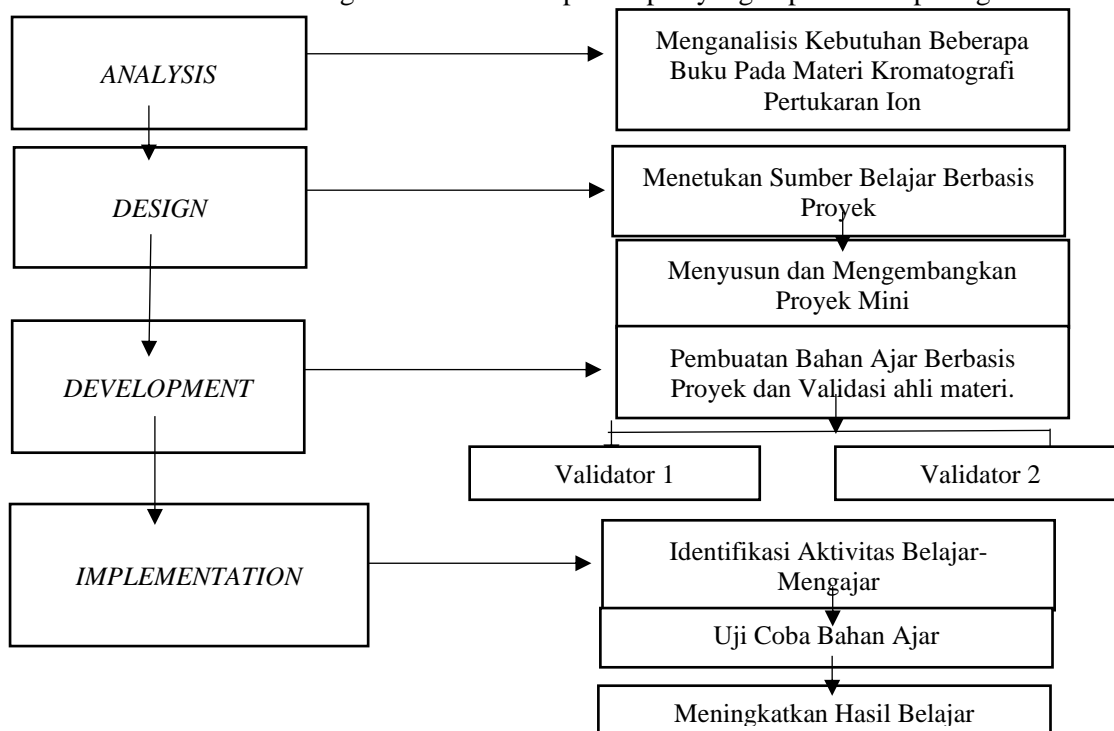 ANALYSIS
Menganalisis Kebutuhan Beberapa
Buku Pada Materi Kromatografi
Pertukaran Ion
DESIGN
Menetukan Sumber Belajar Berbasis
Proyek
Menyusun dan Mengembangkan
Proyek Mini
DEVELOPMENT
Pembuatan Bahan Ajar Berbasis
Proyek dan Validasi ahli materi.
Validator 1
Validator 2
IMPLEMENTATION
Identifikasi Aktivitas Belajar-
Mengajar
Uji Coba Bahan Ajar
Meningkatkan Hasil Belajar